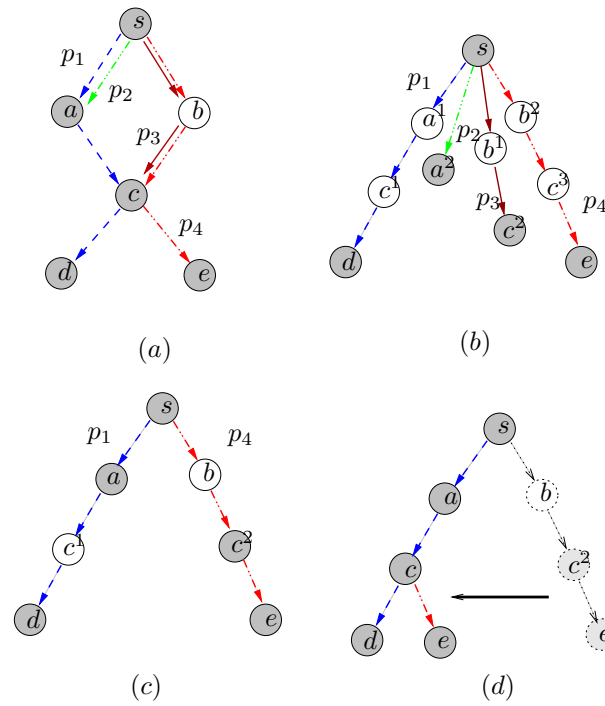 s
p₁
a
p₂
b
p₃
c
p₄
d
e
(a)
s
p₁
a¹
b²
p₂
b¹
a²
c¹
c³
p₃
p₄
c²
d
e
(b)
s
p₁
p₄
a
b
c¹
c²
d
e
(c)
s
a
b
c
c²
d
e
e
(d)